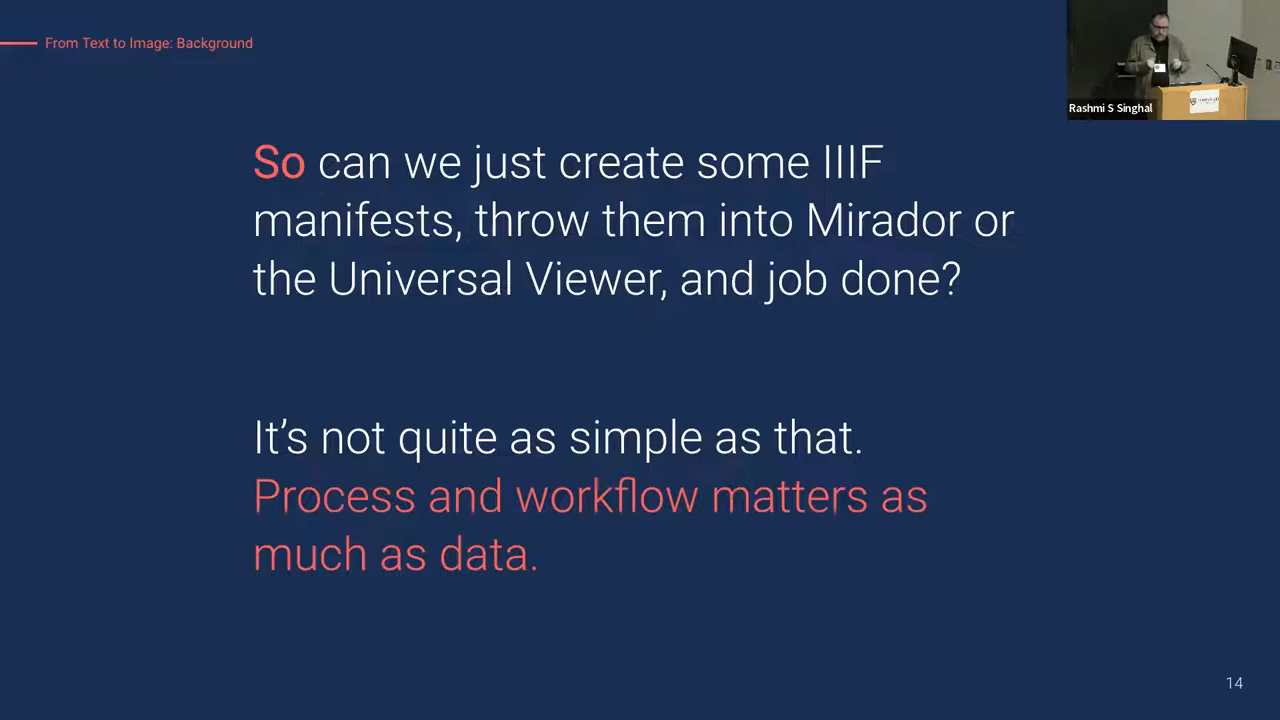 From Text to Image: Background
Rashmi S Singhal
So can we just create some IIIF
manifests, throw them into Mirador or
the Universal Viewer, and job done?
It’s not quite as simple as that.
Process and workflow matters as
much as data.
14